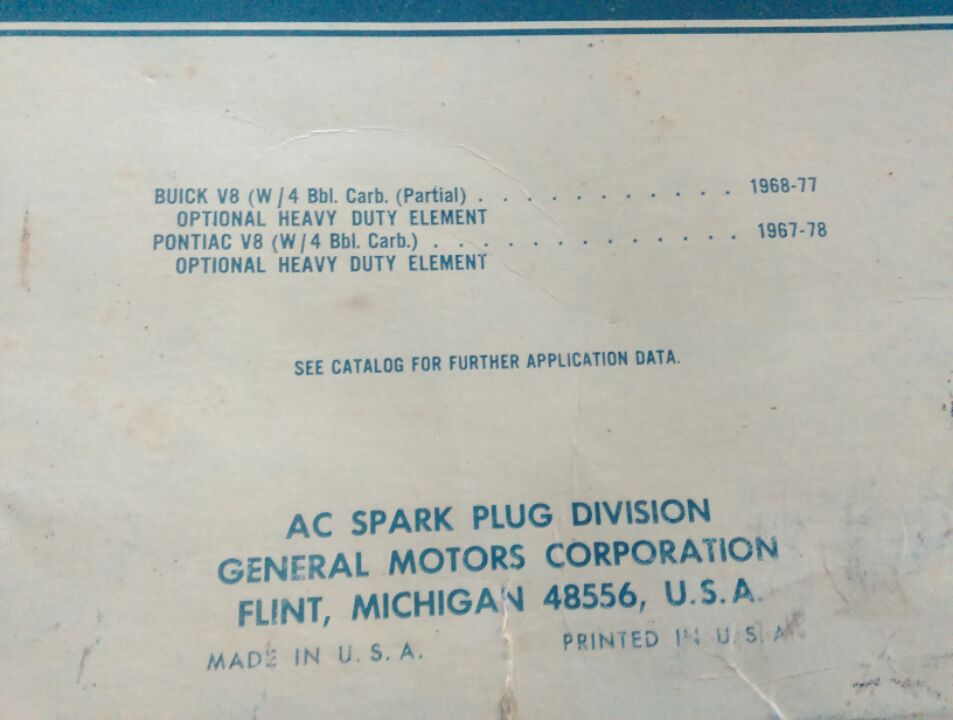 BUICK V8 (W/4 Bbl. Carb. (Partial) . . . . . . . . . . . . 1968-77
OPTIONAL HEAVY DUTY ELEMENT
PONTIAC V8 (W/4 Bbl. Carb.) . . . . . . . . . . . . . 1967-78
OPTIONAL HEAVY DUTY ELEMENT
SEE CATALOG FOR FURTHER APPLICATION DATA.
AC SPARK PLUG DIVISION
GENERAL MOTORS CORPORATION
FLINT, MICHIGAN 48556, U.S.A.
MADE IN U.S.A. PRINTED IN U.S.A.